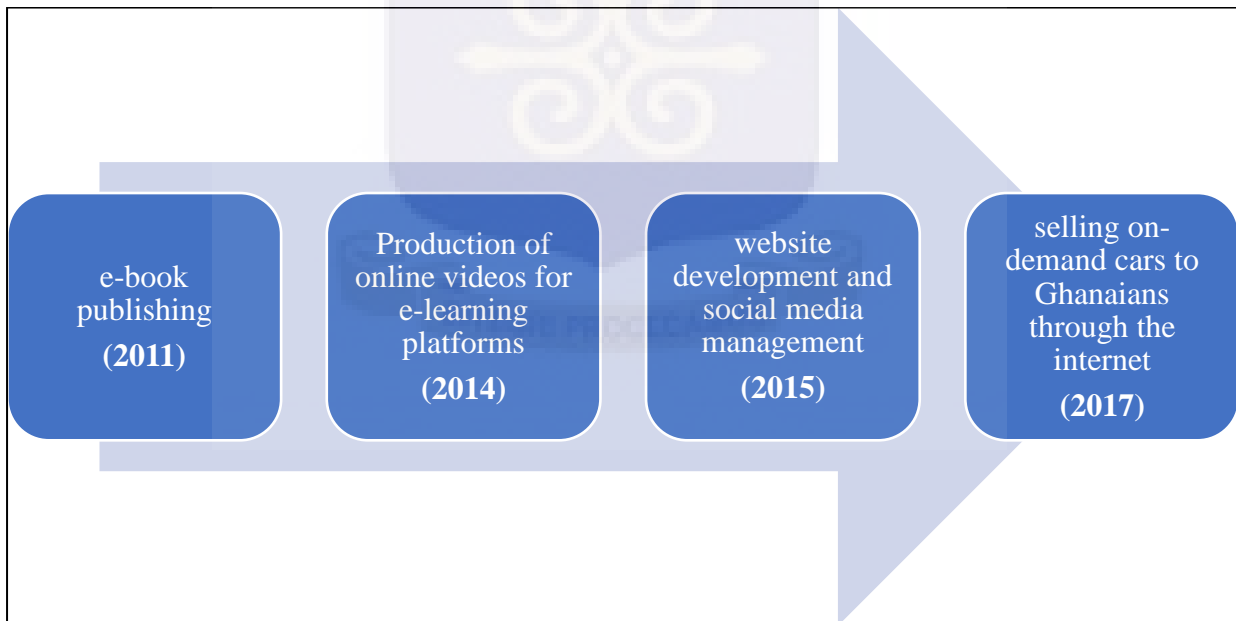 e-book
publishing
(2011)
Production of
online videos for
e-learning
platforms
(2014)
website
development and
social media
management
(2015)
selling on-
demand cars to
Ghanaians
through the
internet
(2017)